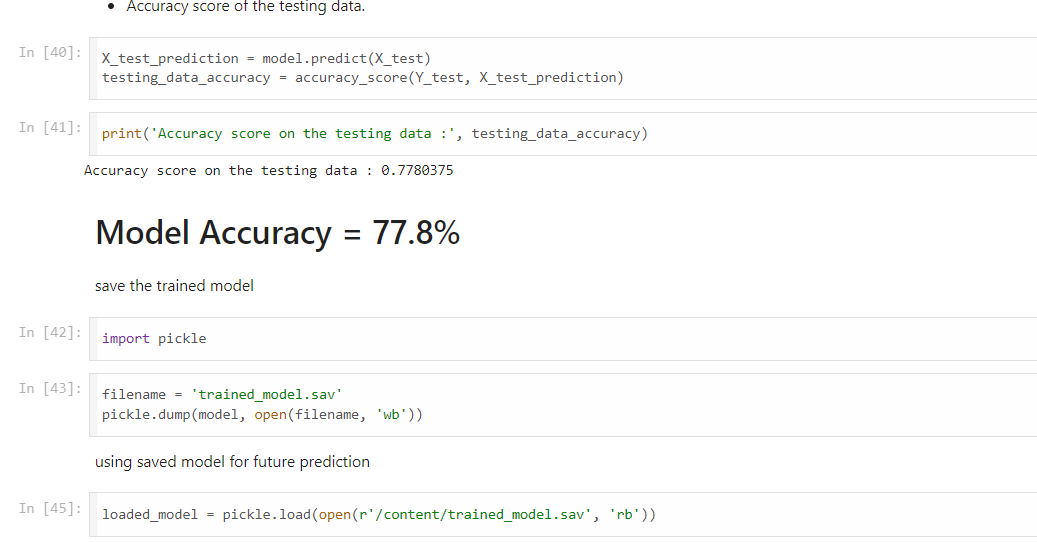 • Accuracy score of the testing data.
In [40]: X_test_prediction = model.predict(X_test)
testing_data_accuracy = accuracy_score(Y_test, X_test_prediction)
In [41]: print('Accuracy score on the testing data :', testing_data_accuracy)
Accuracy score on the testing data : 0.7780375
Model Accuracy = 77.8%
save the trained model
In [42]: import pickle
In [43]: filename = 'trained_model.sav'
pickle.dump(model, open(filename, 'wb'))
using saved model for future prediction
In [45]: loaded_model = pickle.load(open(r'/content/trained_model.sav', 'rb'))